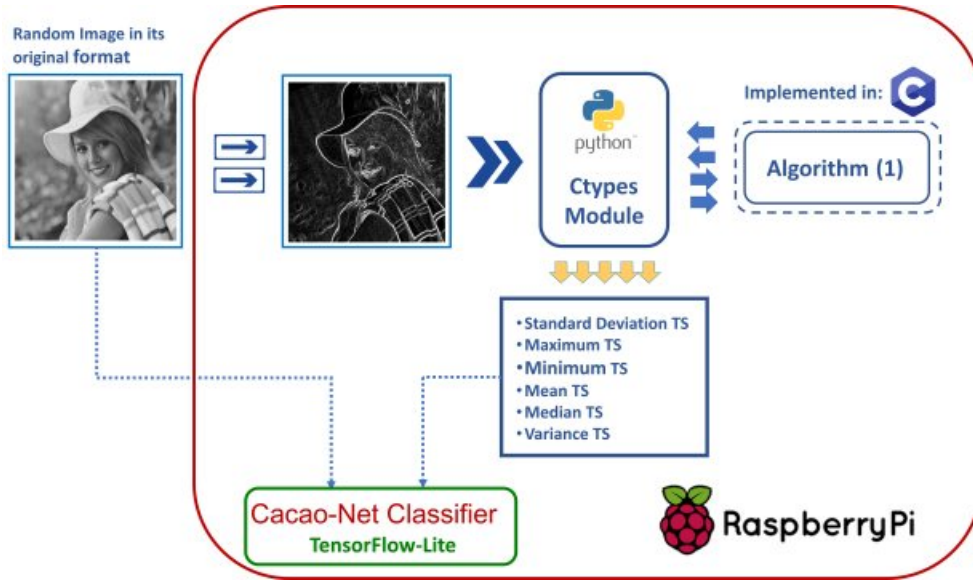 Random Image in its
original format
Implemented in:
C
python™
Ctypes
Module
Algorithm (1)
•Standard Deviation TS
•Maximum TS
•Minimum TS
•Mean TS
•Median TS
•Variance TS
Cacao-Net Classifier
TensorFlow-Lite
RaspberryPi